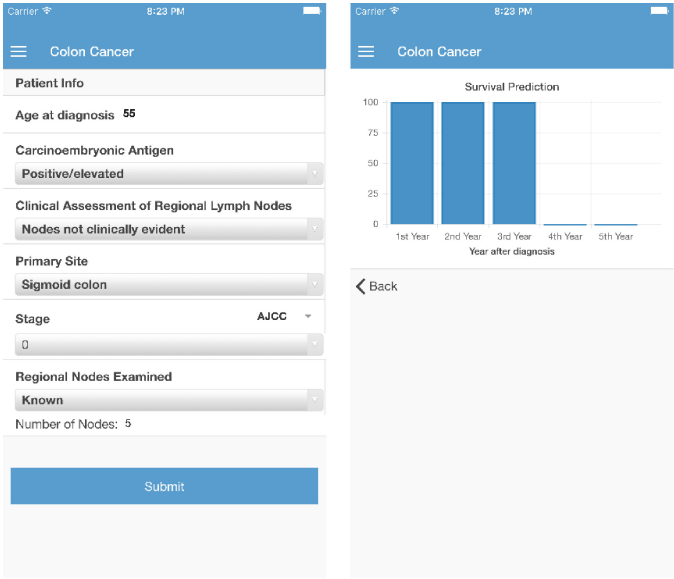 Carrier 8:23 PM
Colon Cancer
Patient Info
Age at diagnosis 55
Carcinoembryonic Antigen
Positive/elevated
Clinical Assessment of Regional Lymph Nodes
Nodes not clinically evident
Primary Site
Sigmoid colon
Stage AJCC
0
Regional Nodes Examined
Known
Number of Nodes: 5
Submit
Carrier 8:23 PM
Colon Cancer
Survival Prediction
100
75
50
25
0
1st Year 2nd Year 3rd Year 4th Year 5th Year
Year after diagnosis
Back